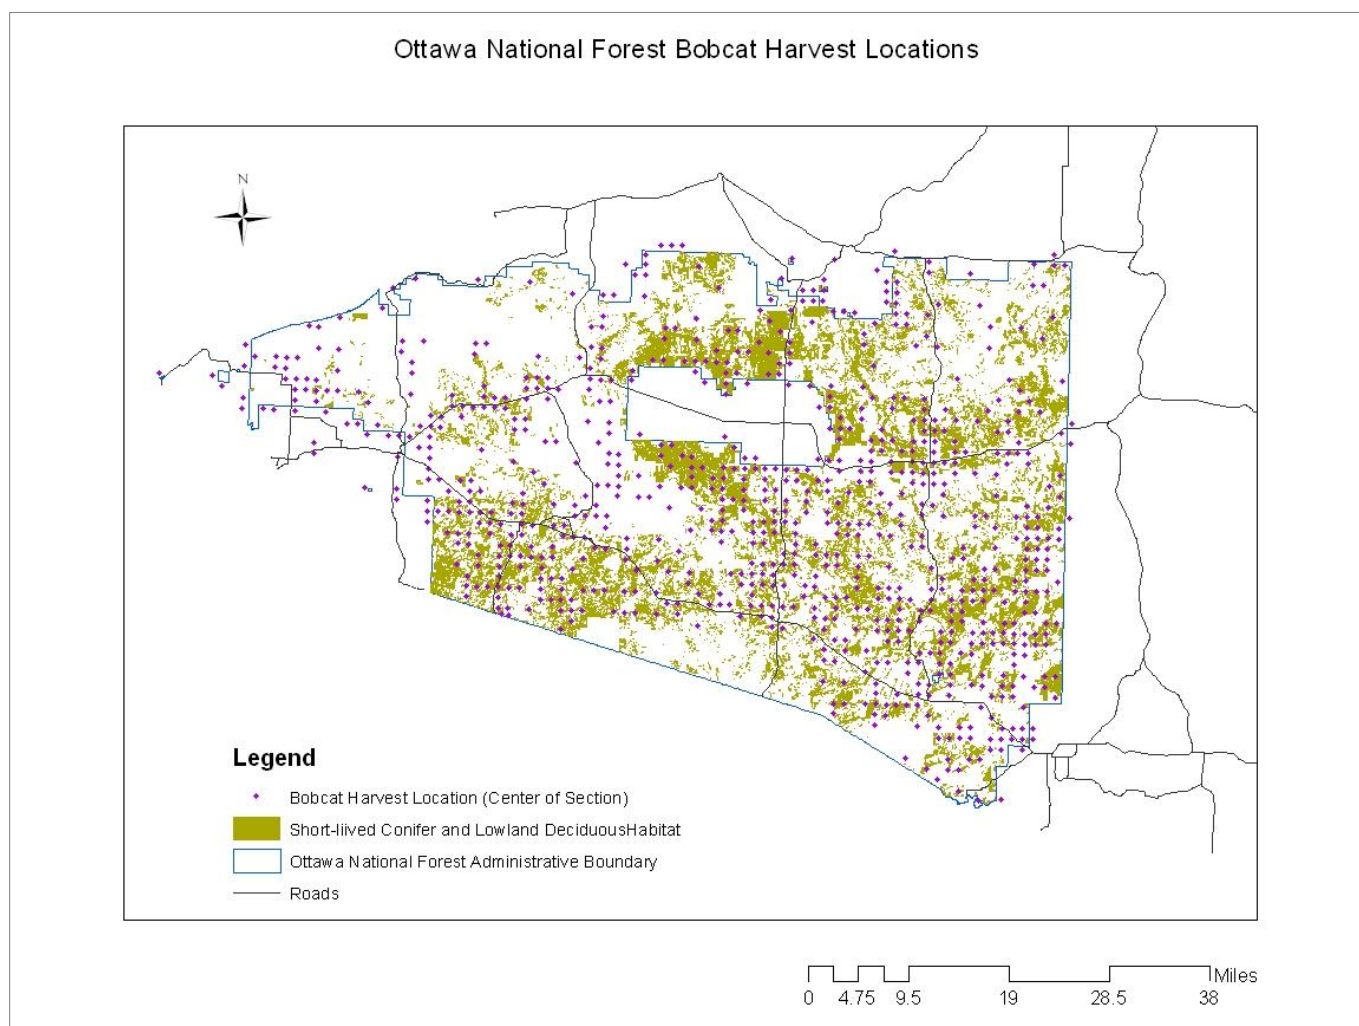 Ottawa National Forest Bobcat Harvest Locations
N
Legend
Bobcat Harvest Location (Center of Section)
Short-liived Conifer and Lowland DeciduousHabitat
Ottawa National Forest Administrative Boundary
Roads
Miles
0 4.75 9.5 19 28.5 38